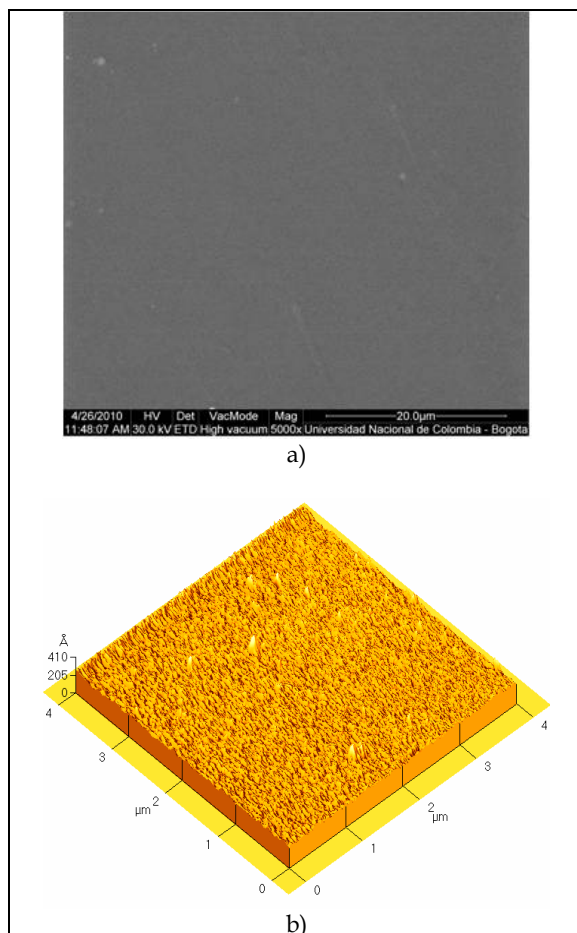 4/26/2010 HV Det VacMode Mag 20.0µm
11:48:07 AM 30.0 kV ETD High vacuum 5000x Universidad Nacional de Colombia - Bogota
a)
Å
410
205
0
4
4
3
3
µm
2
2
µm
1
1
0
0
b)